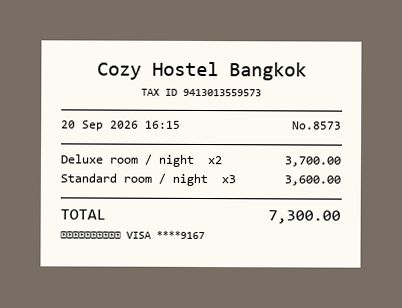 Cozy Hostel Bangkok
TAX ID 9413013559573
20 Sep 2026 16:15 No.8573
Deluxe room / night x2 3,700.00
Standard room / night x3 3,600.00
TOTAL 7,300.00
VISA ****9167